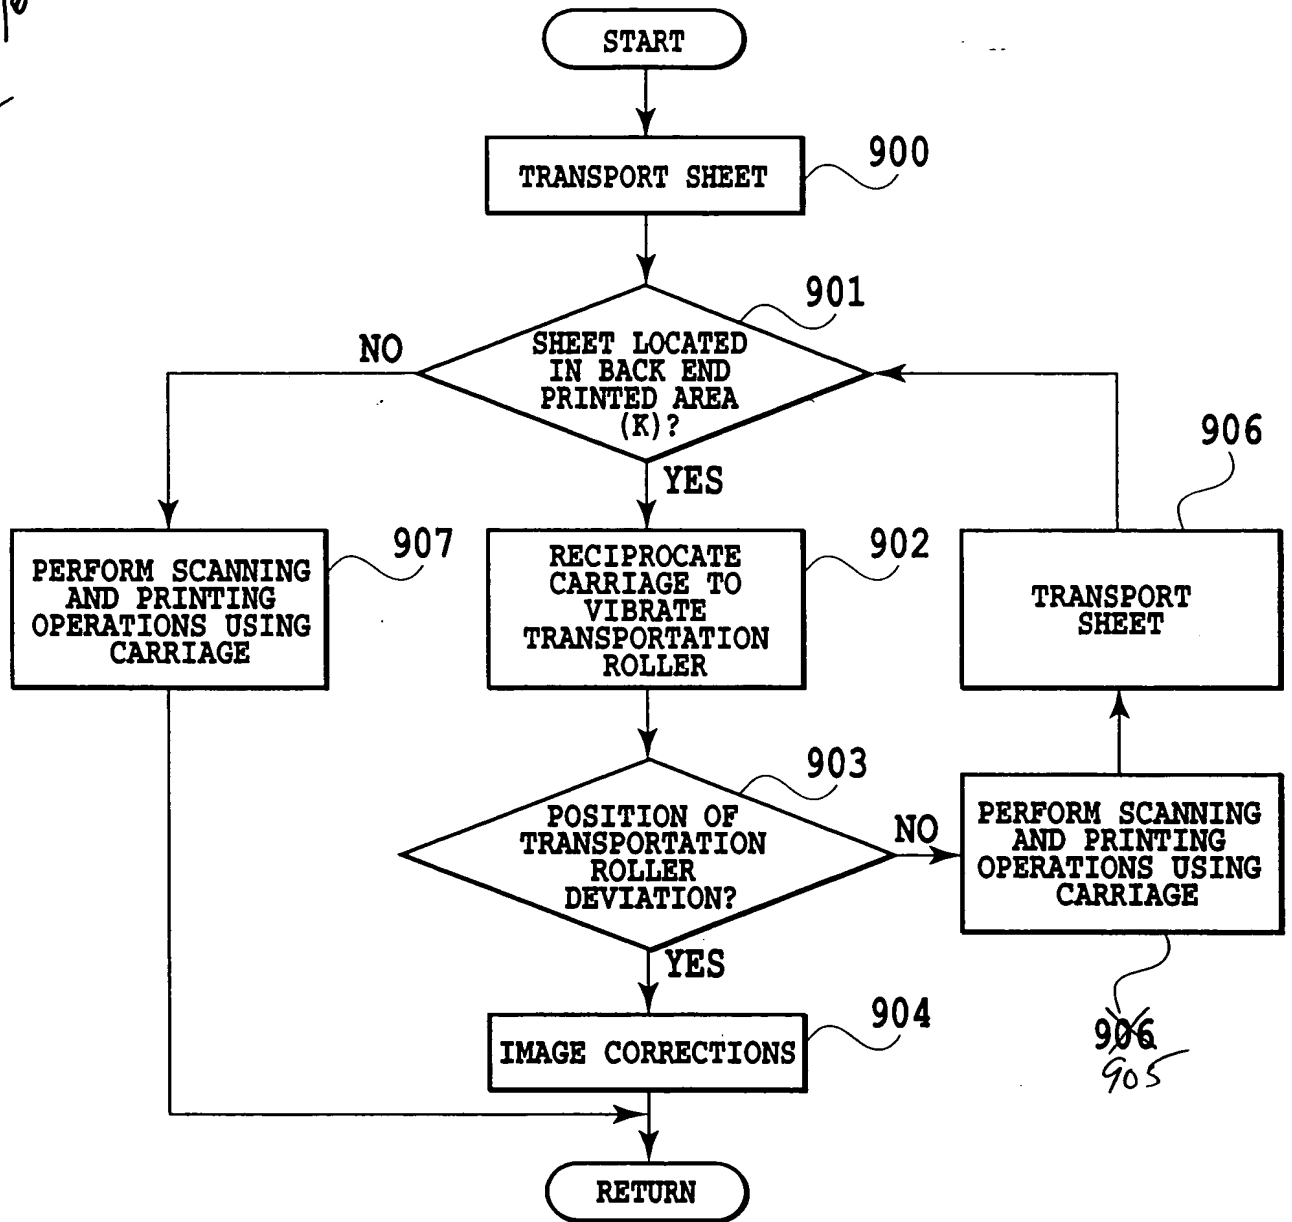 START
TRANSPORT SHEET
900
SHEET LOCATED
IN BACK END
PRINTED AREA
(K)?
901
NO
YES
906
PERFORM SCANNING
AND PRINTING
OPERATIONS USING
CARRIAGE
907
RECIPROCATE
CARRIAGE TO
VIBRATE
TRANSPORTATION
ROLLER
902
TRANSPORT
SHEET
POSITION OF
TRANSPORTATION
ROLLER
DEVIATION?
903
NO
YES
PERFORM SCANNING
AND PRINTING
OPERATIONS USING
CARRIAGE
906
905
IMAGE CORRECTIONS
904
RETURN